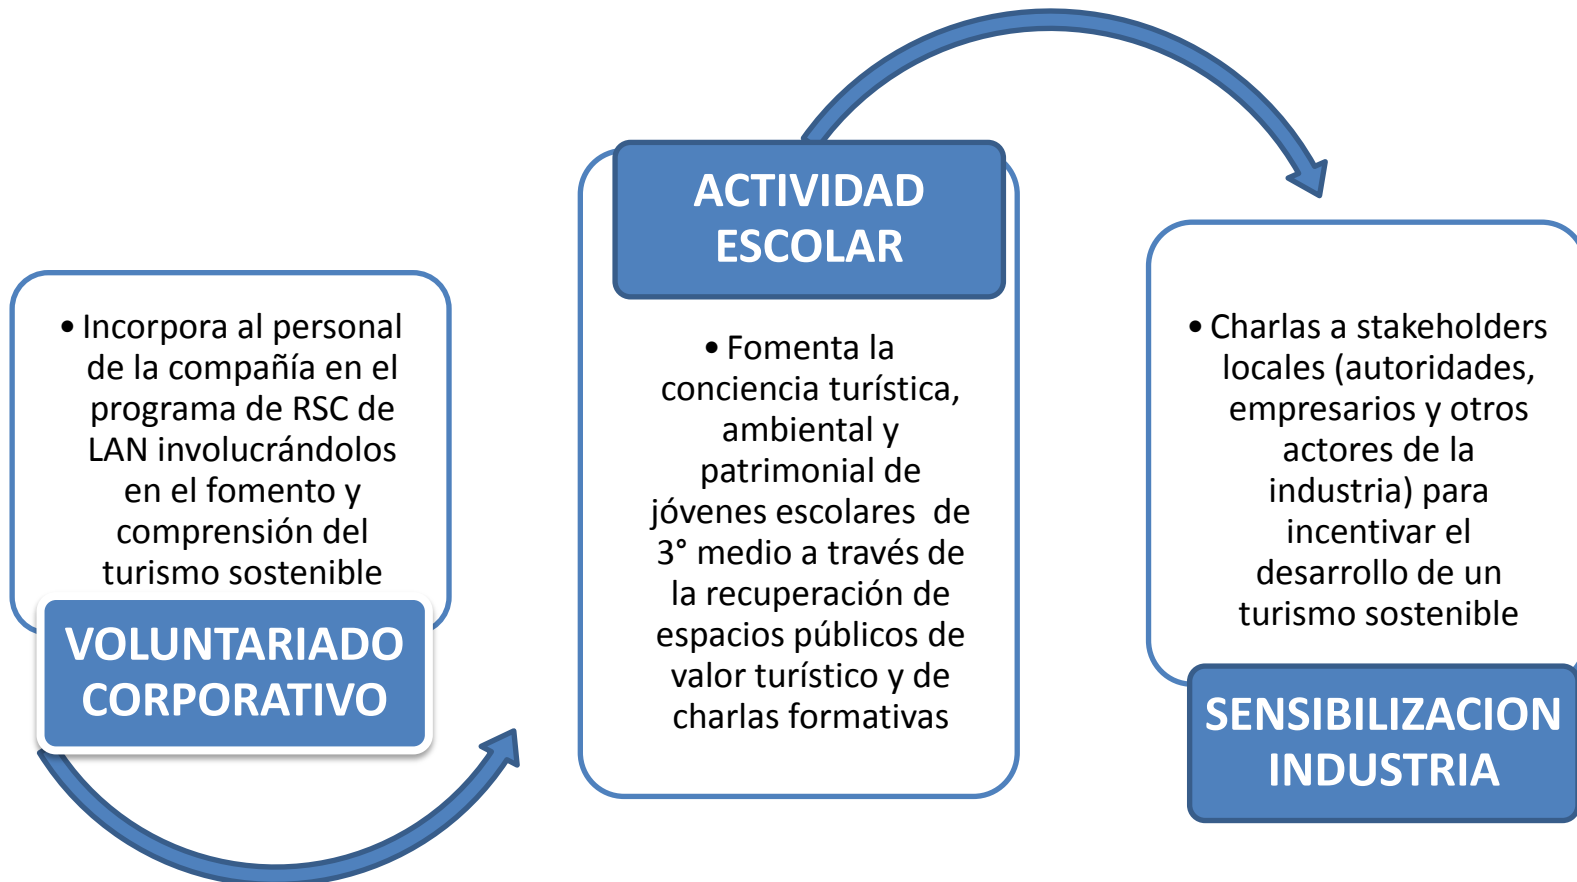 • Incorpora al personal
de la compañía en el
programa de RSC de
LAN involucrándolos
en el fomento y
comprensión del
turismo sostenible
VOLUNTARIADO
CORPORATIVO
ACTIVIDAD
ESCOLAR
• Fomenta la
conciencia turística,
ambiental y
patrimonial de
jóvenes escolares de
3° medio a través de
la recuperación de
espacios públicos de
valor turístico y de
charlas formativas
• Charlas a stakeholders
locales (autoridades,
empresarios y otros
actores de la
industria) para
incentivar el
desarrollo de un
turismo sostenible
SENSIBILIZACION
INDUSTRIA